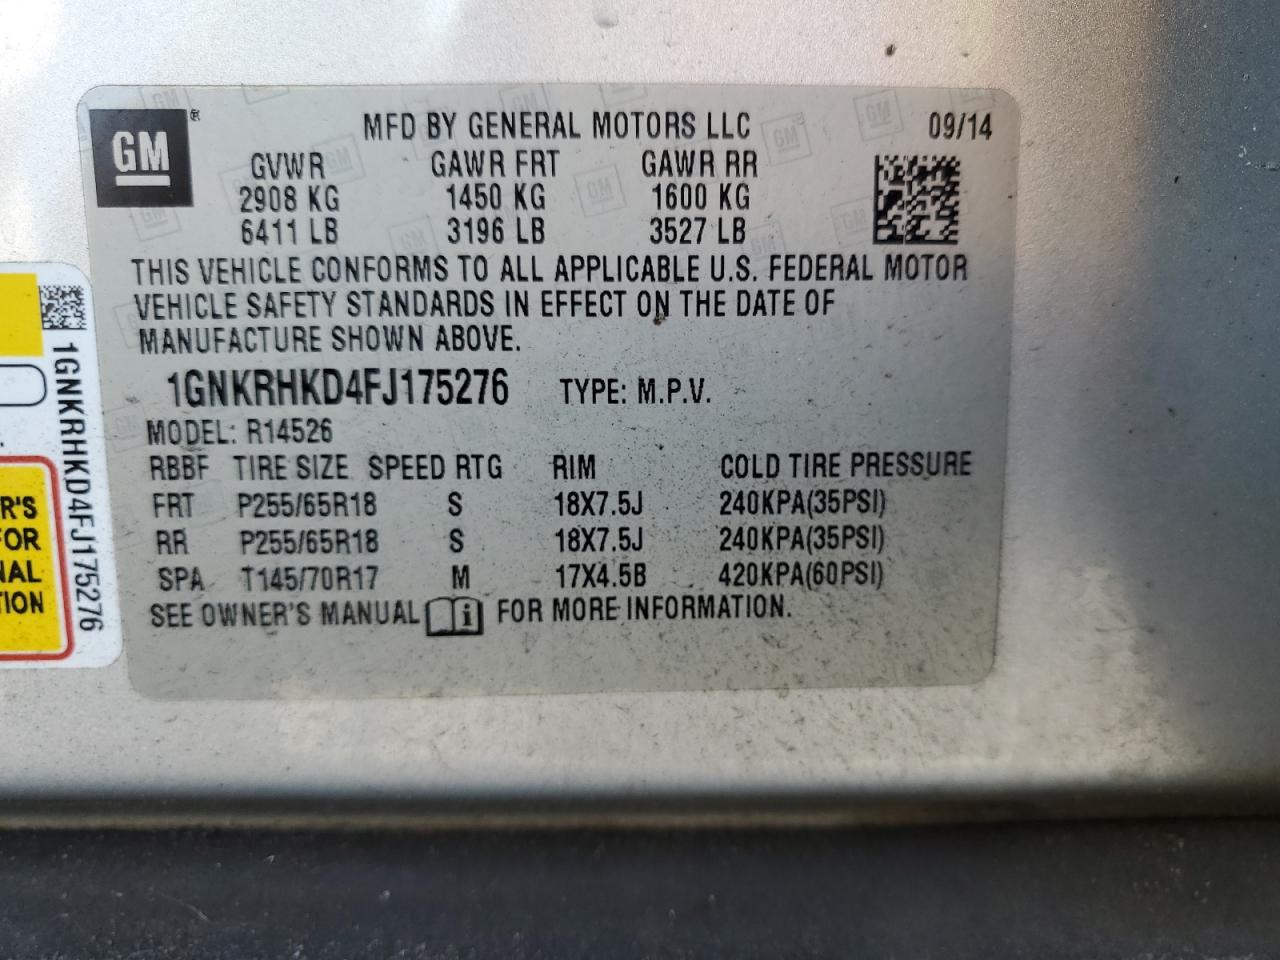 GM
MFD BY GENERAL MOTORS LLC 09/14
GVWR GAWR FRT GAWR RR
2908 KG 1450 KG 1600 KG
6411 LB 3196 LB 3527 LB
THIS VEHICLE CONFORMS TO ALL APPLICABLE U.S. FEDERAL MOTOR
VEHICLE SAFETY STANDARDS IN EFFECT ON THE DATE OF
MANUFACTURE SHOWN ABOVE.
1GNKRHKD4FJ175276 TYPE: M.P.V.
MODEL: R14526
RBBF TIRE SIZE SPEED RTG RIM COLD TIRE PRESSURE
FRT P255/65R18 S 18X7.5J 240KPA(35PSI)
RR P255/65R18 S 18X7.5J 240KPA(35PSI)
SPA T145/70R17 M 17X4.5B 420KPA(60PSI)
SEE OWNER'S MANUAL i FOR MORE INFORMATION.
1GNKRHKD4FJ175276
R'S
FOR
NAL
TION